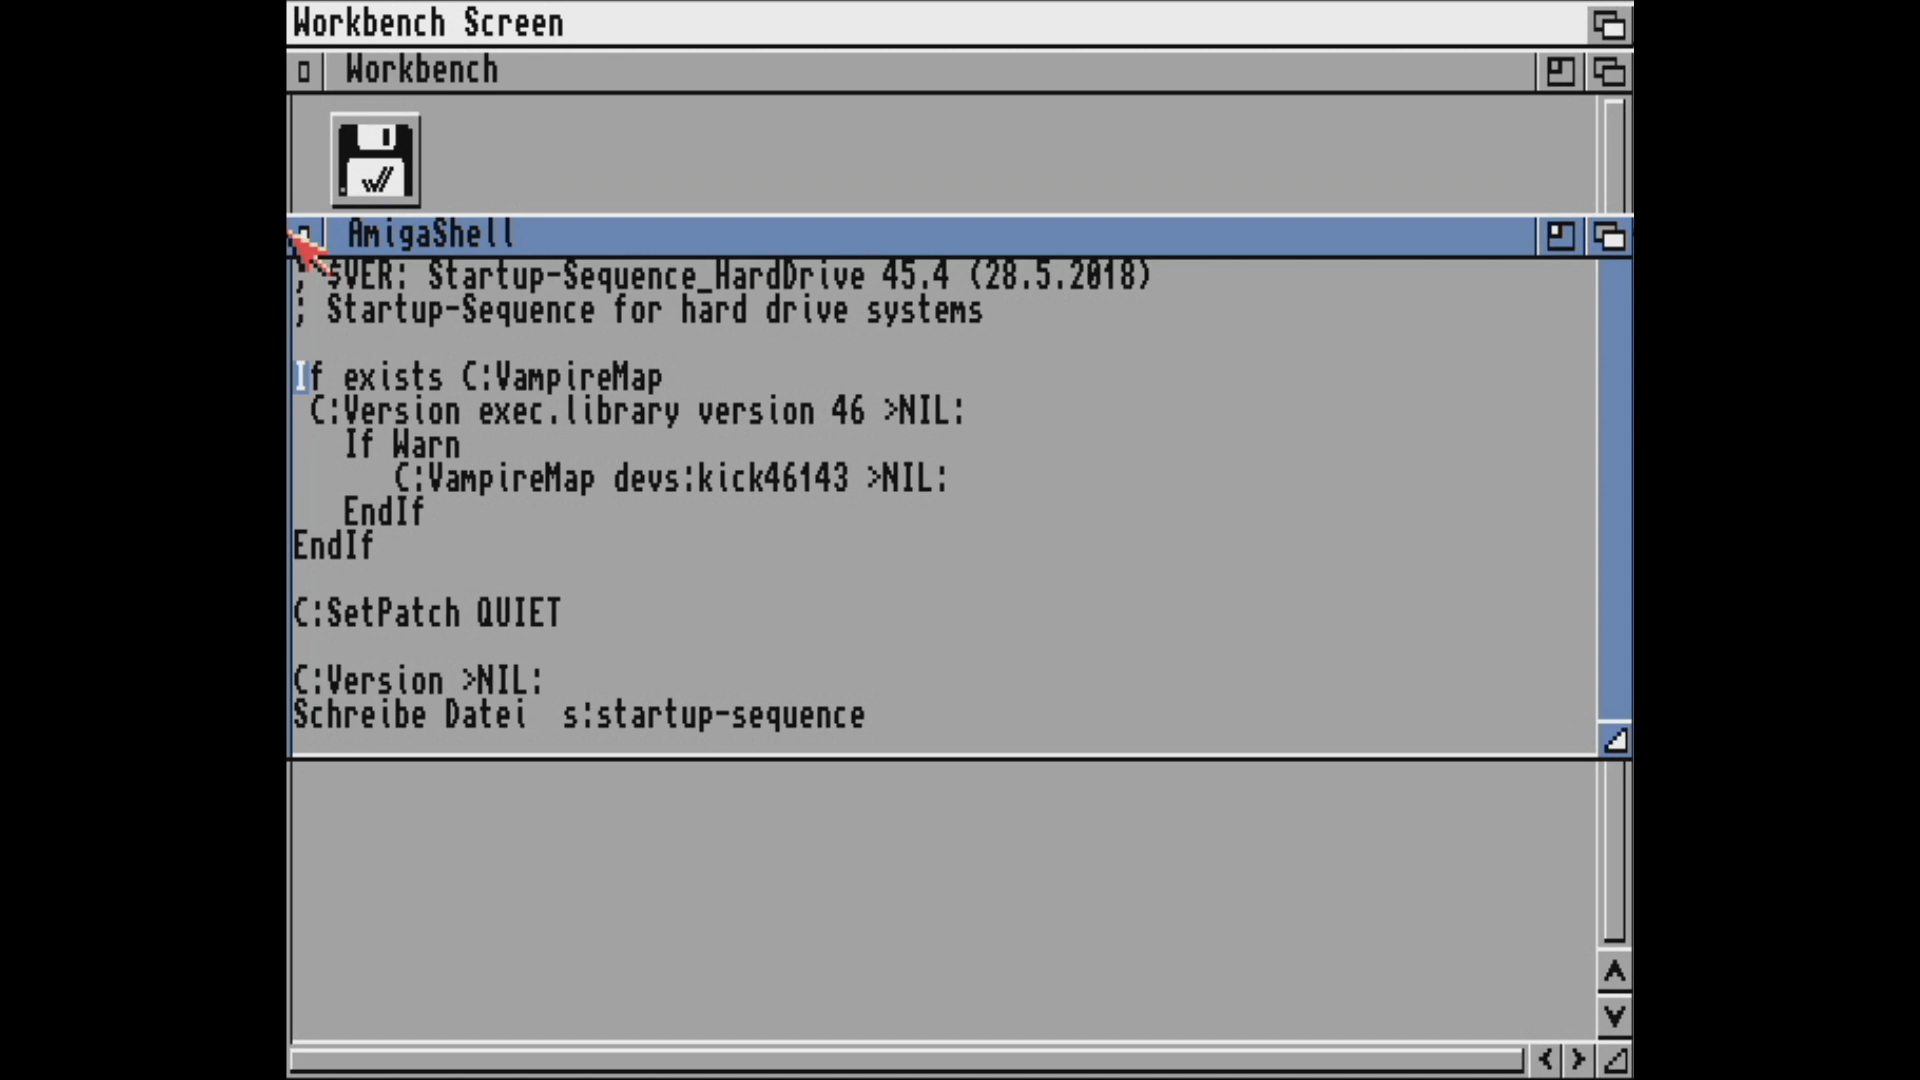 Workbench Screen
Workbench
AmigaShell
; $VER: Startup-Sequence_HardDrive 45.4 (28.5.2018)
; Startup-Sequence for hard drive systems
If exists C:VampireMap
C:Version exec.library version 46 >NIL:
If Warn
C:VampireMap devs:kick46143 >NIL:
EndIf
EndIf
C:SetPatch QUIET
C:Version >NIL:
Schreibe Datei  s:startup-sequence